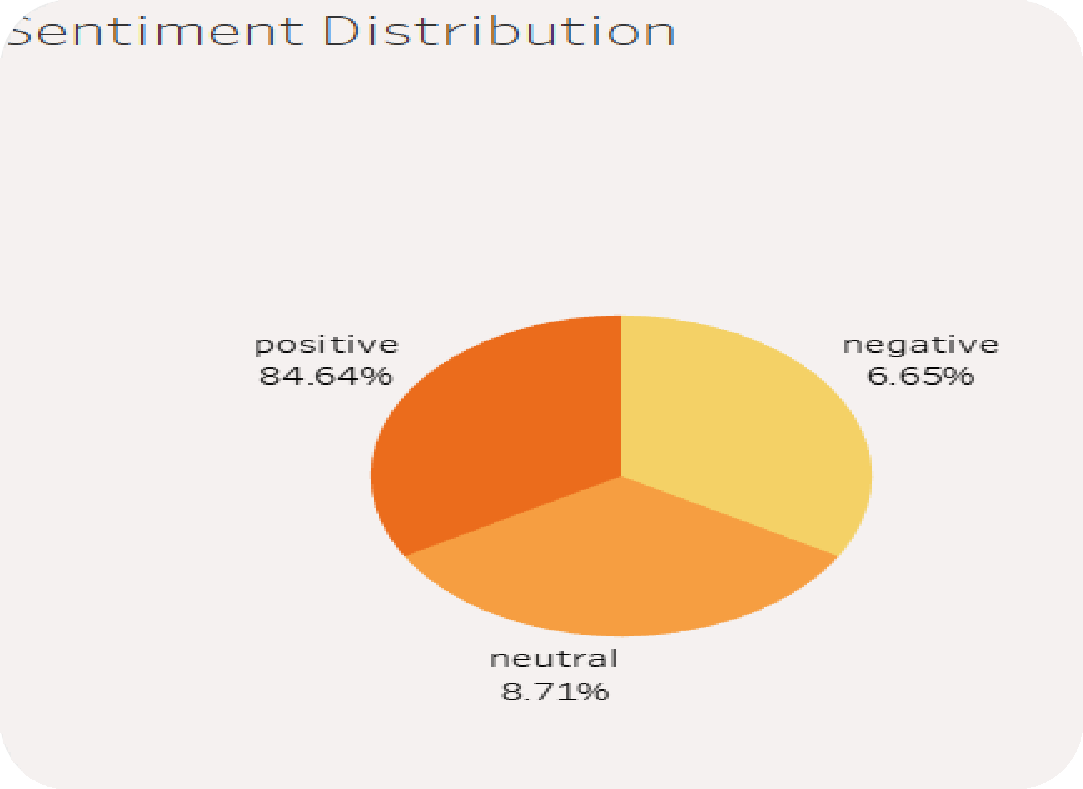 Sentiment Distribution
positive
84.64%
negative
6.65%
neutral
8.71%